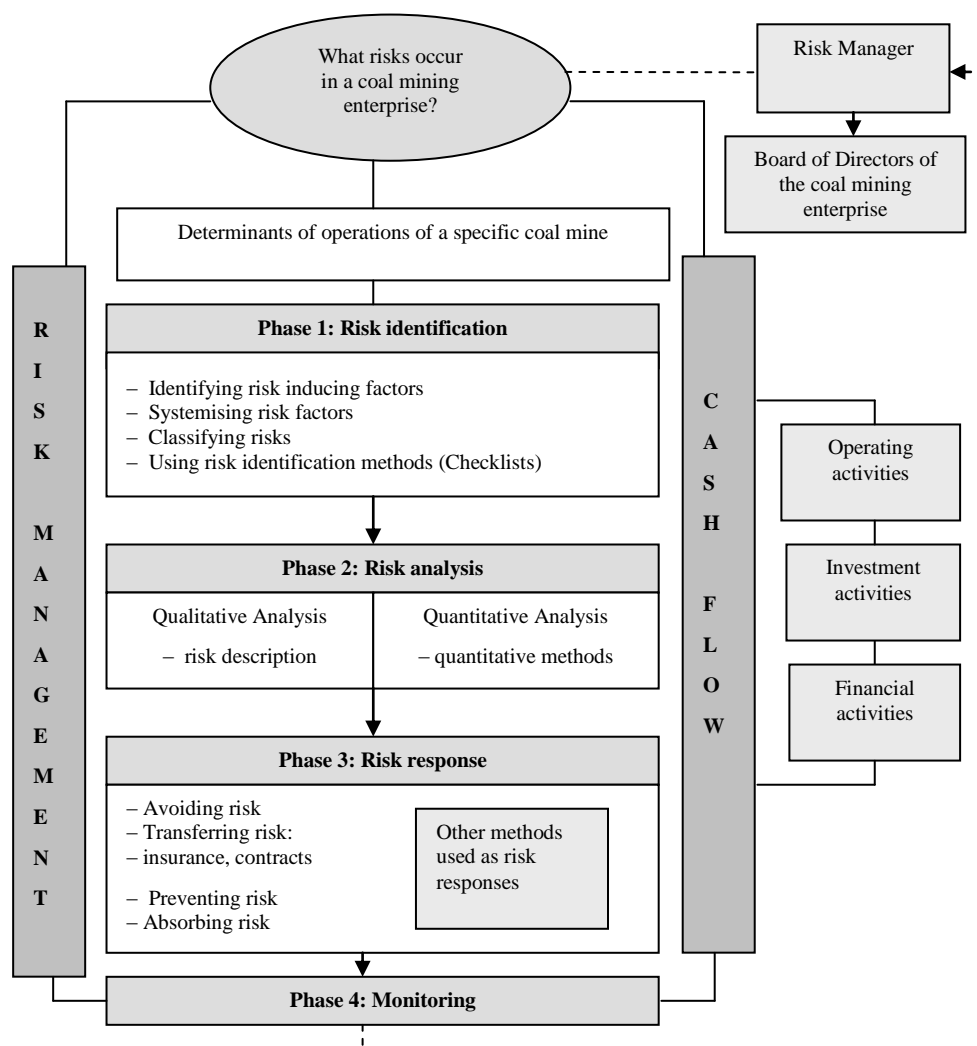 What risks occur
in a coal mining
enterprise?
Risk Manager
Board of Directors of
the coal mining
enterprise
Determinants of operations of a specific coal mine
RISK MANAGEMENT
Phase 1: Risk identification
– Identifying risk inducing factors
– Systemising risk factors
– Classifying risks
– Using risk identification methods (Checklists)
CASH FLOW
Operating
activities
Investment
activities
Financial
activities
Phase 2: Risk analysis
Qualitative Analysis
– risk description
Quantitative Analysis
– quantitative methods
Phase 3: Risk response
– Avoiding risk
– Transferring risk:
– insurance, contracts
– Preventing risk
– Absorbing risk
Other methods
used as risk
responses
Phase 4: Monitoring